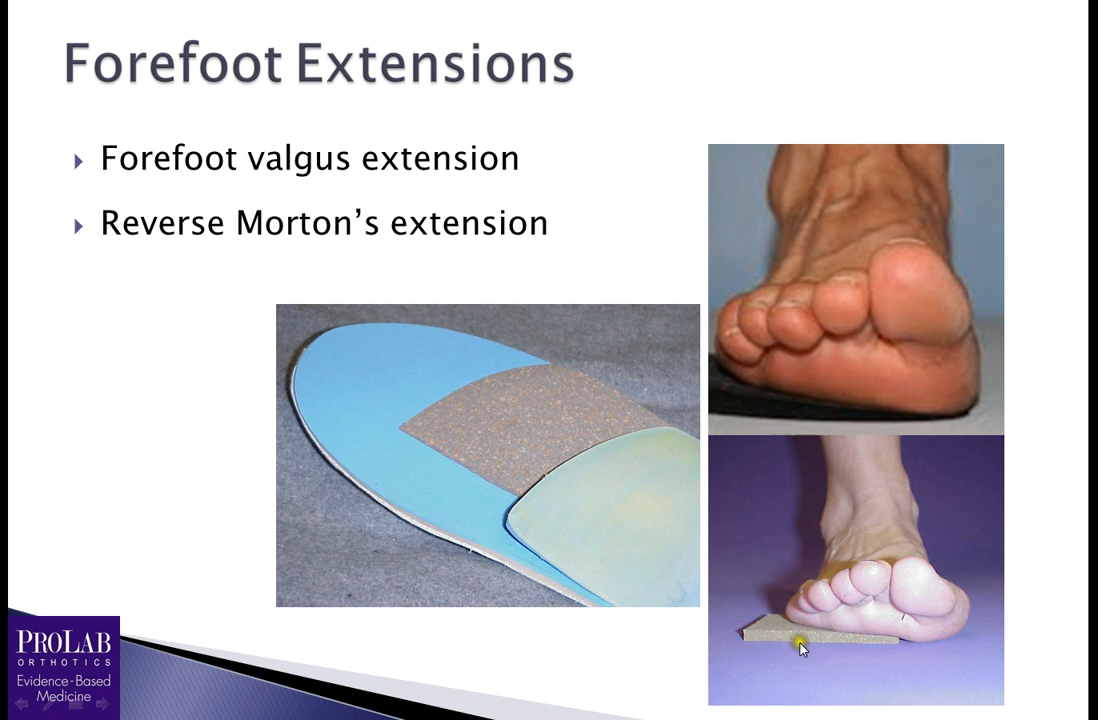 Forefoot Extensions
Forefoot valgus extension
Reverse Morton’s extension
PROLAB
ORTHOTICS
Evidence-Based
Medicine